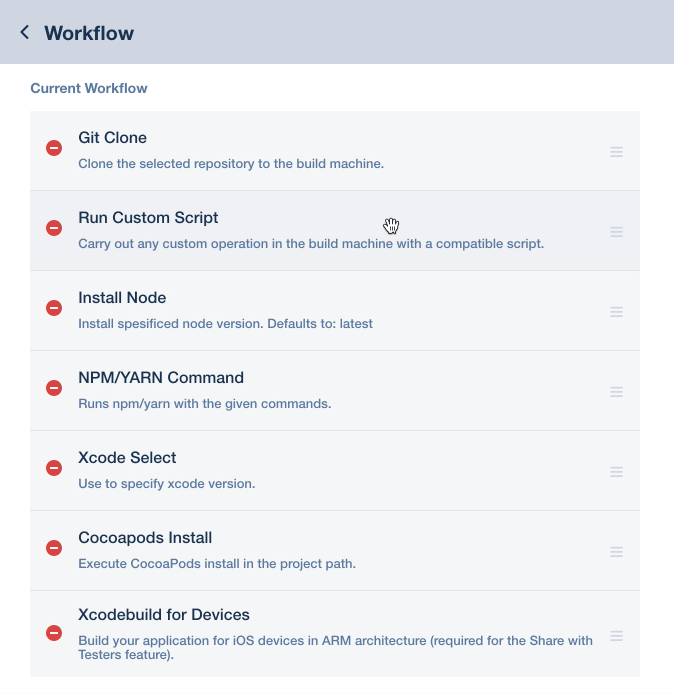 Workflow
Current Workflow
Git Clone
Clone the selected repository to the build machine.
Run Custom Script
Carry out any custom operation in the build machine with a compatible script.
Install Node
Install spesificed node version. Defaults to: latest
NPM/YARN Command
Runs npm/yarn with the given commands.
Xcode Select
Use to specify xcode version.
Cocoapods Install
Execute CocoaPods install in the project path.
Xcodebuild for Devices
Build your application for iOS devices in ARM architecture (required for the Share with
Testers feature).